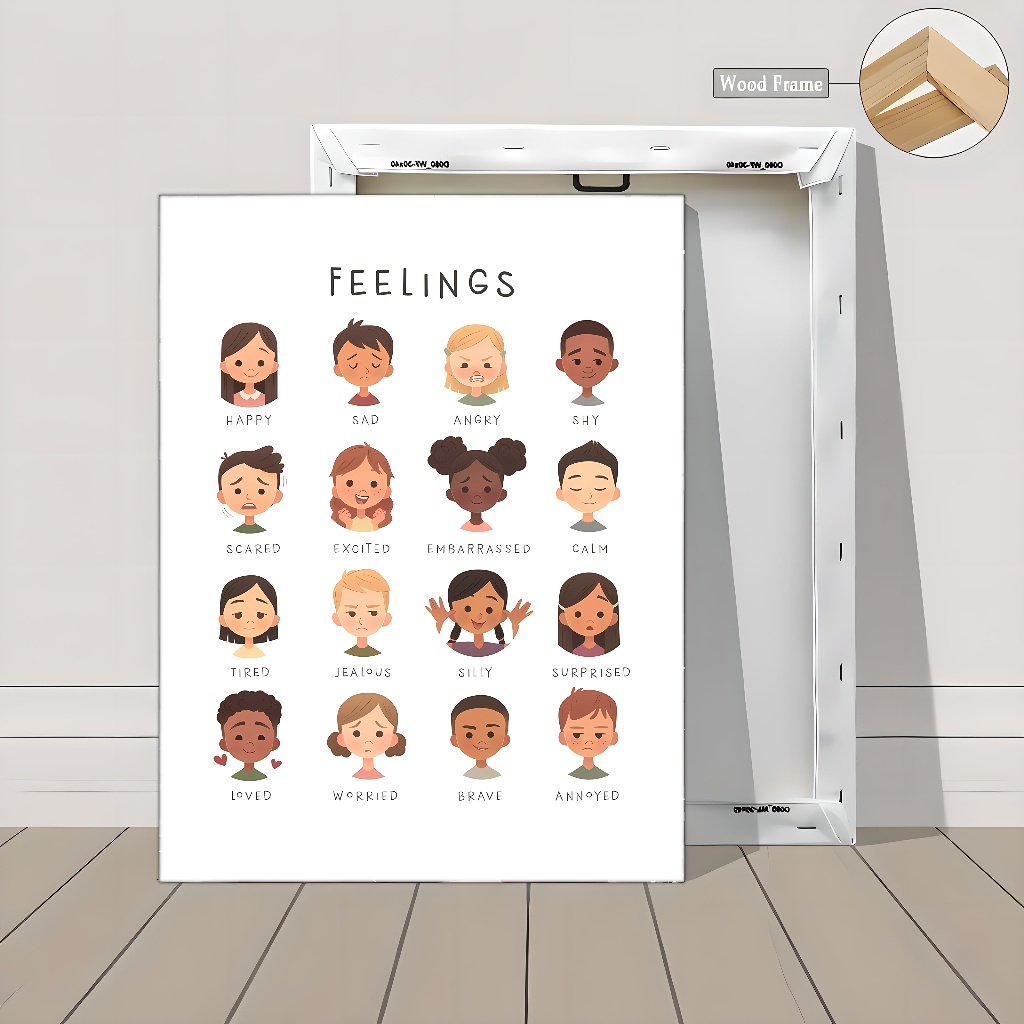 Wood Frame
FEELINGS
HAPPY SAD ANGRY SHY
SCARED EXCITED EMBARRASSED CALM
TIRED JEALOUS SILLY SURPRISED
LOVED WORRIED BRAVE ANNOYED